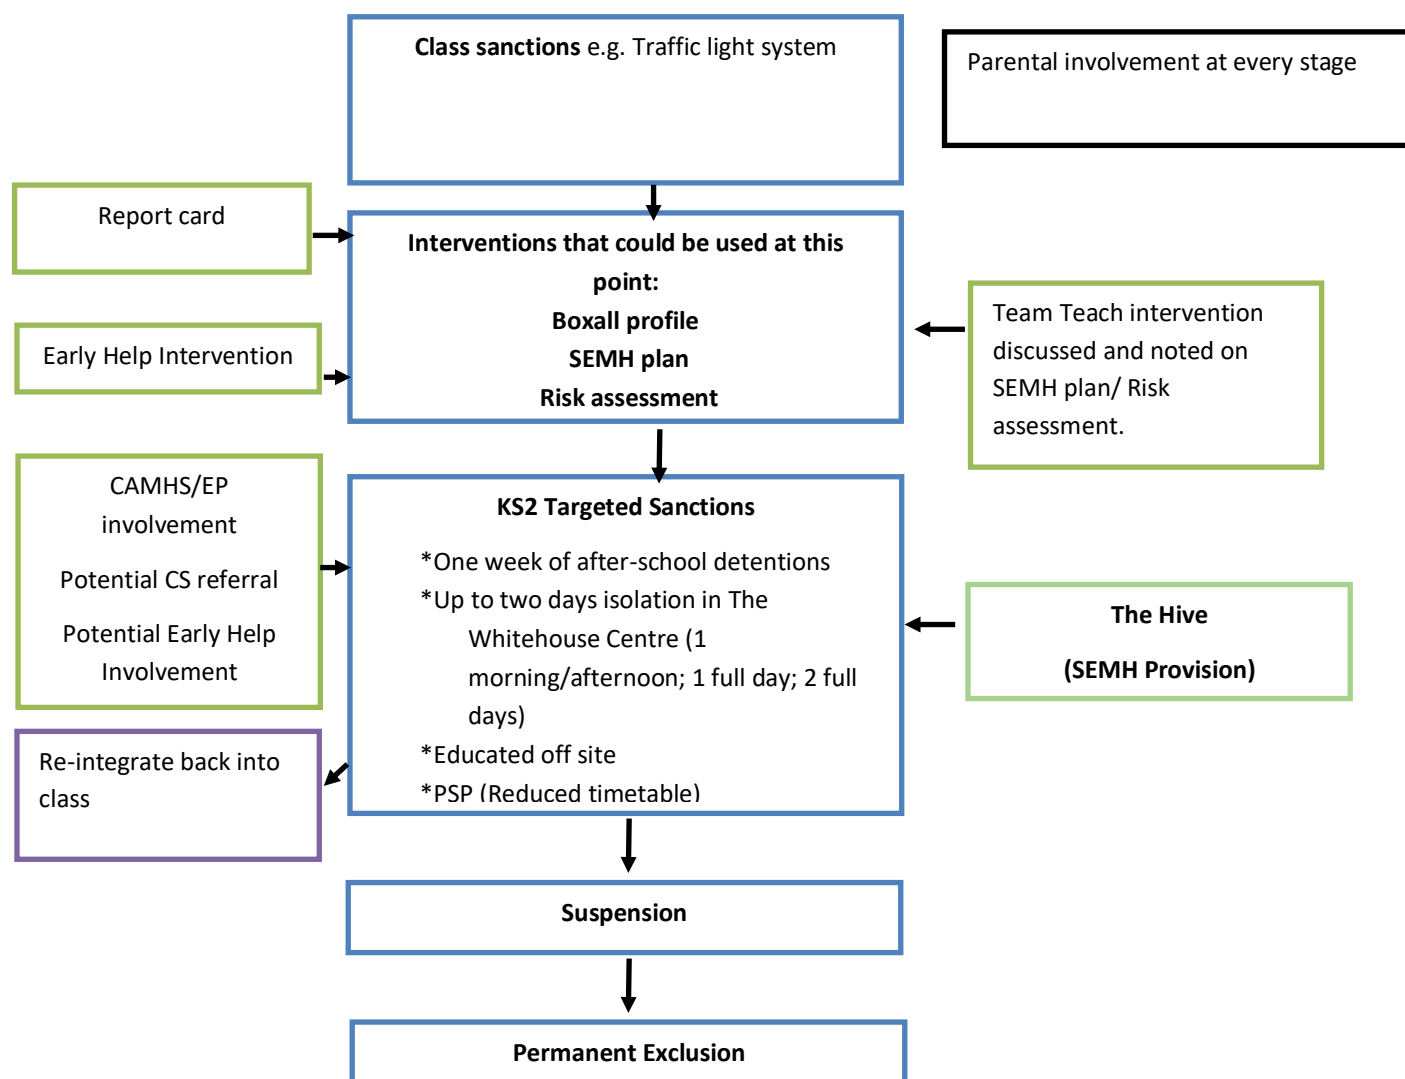 Class sanctions e.g. Traffic light system
Parental involvement at every stage
Report card
Interventions that could be used at this
point:
Boxall profile
SEMH plan
Risk assessment
Early Help Intervention
Team Teach intervention
discussed and noted on
SEMH plan/ Risk
assessment.
CAMHS/EP
involvement
Potential CS referral
Potential Early Help
Involvement
KS2 Targeted Sanctions
*One week of after-school detentions
*Up to two days isolation in The
Whitehouse Centre (1
morning/afternoon; 1 full day; 2 full
days)
*Educated off site
*PSP (Reduced timetable)
The Hive
(SEMH Provision)
Re-integrate back into
class
Suspension
Permanent Exclusion